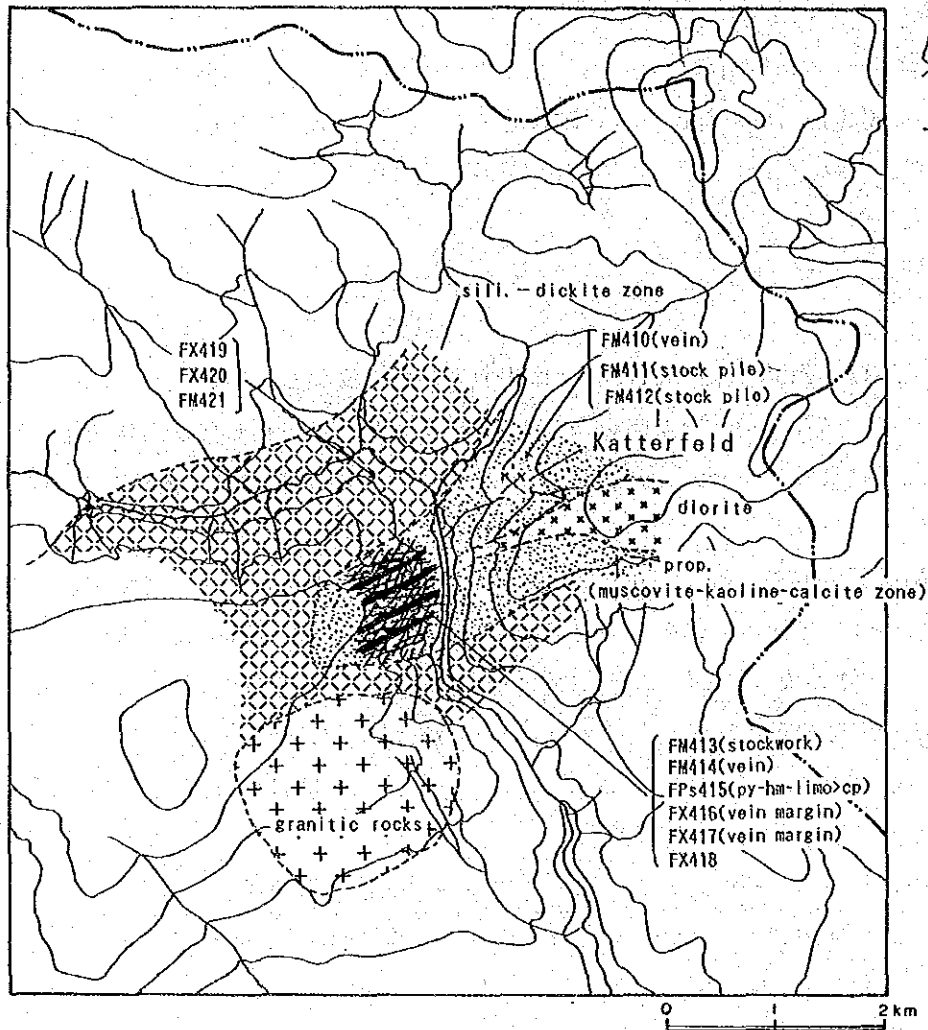 sili. - dickite zone
FX419
FX420
FM421
FM410(vein)
FM411(stock pile)
FM412(stock pile)
Katterfeld
diorite
prop.
(muscovite-kaoline-calcite zone)
FM413(stockwork)
FM414(vein)
FPs415(py-hm-limo>cp)
FX416(vein margin)
FX417(vein margin)
FX418
granitic rocks
0 1 2 km